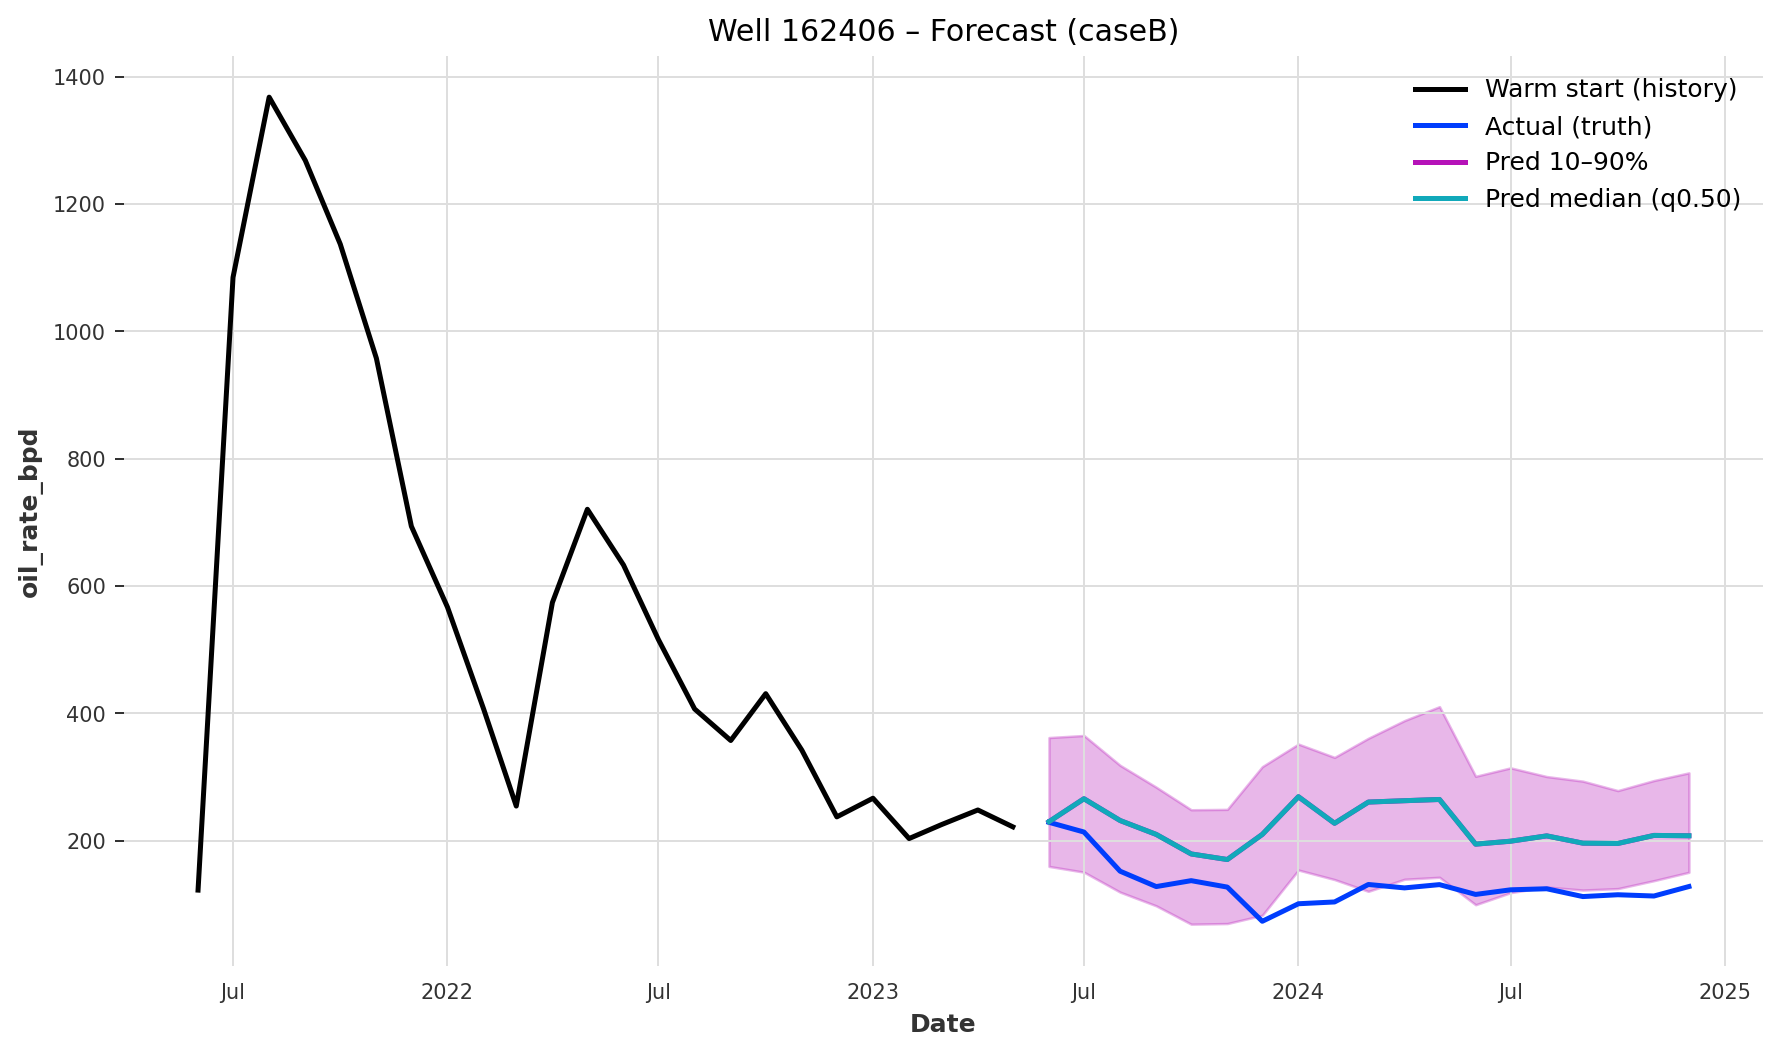 Well 162406 – Forecast (caseB)
Warm start (history)
Actual (truth)
Pred 10–90%
Pred median (q0.50)
oil_rate_bpd
1400
1200
1000
800
600
400
200
Jul
2022
Jul
2023
Jul
2024
Jul
2025
Date